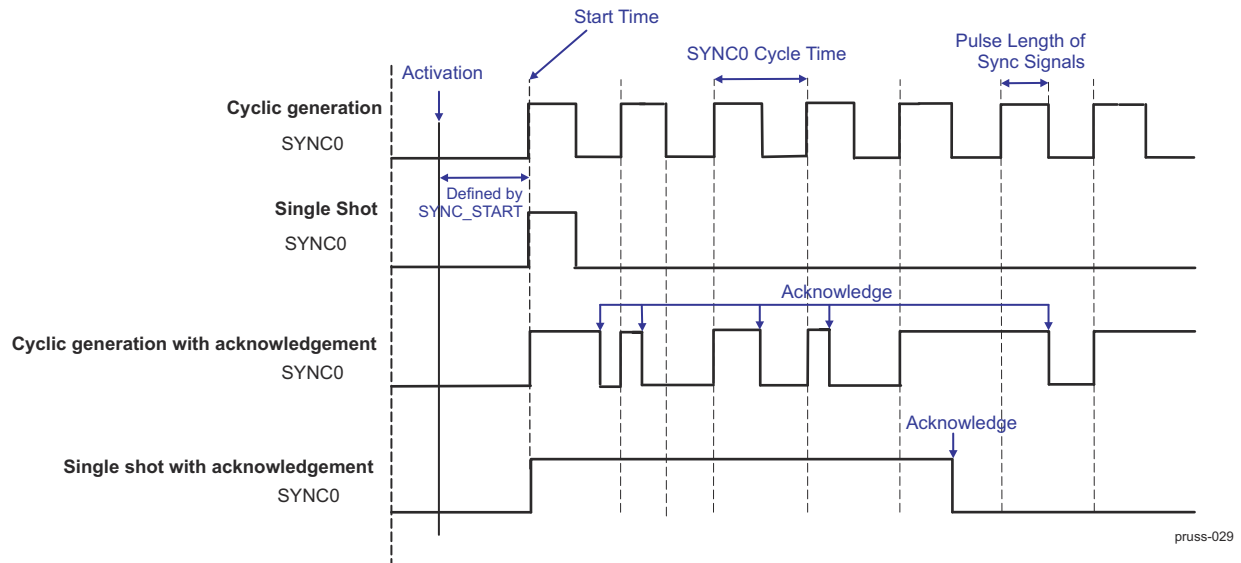 Start Time
SYNC0 Cycle Time
Pulse Length of
Sync Signals
Activation
Cyclic generation
SYNC0
Defined by
SYNC_START
Single Shot
SYNC0
Acknowledge
Cyclic generation with acknowledgement
SYNC0
Acknowledge
Single shot with acknowledgement
SYNC0
pruss-029